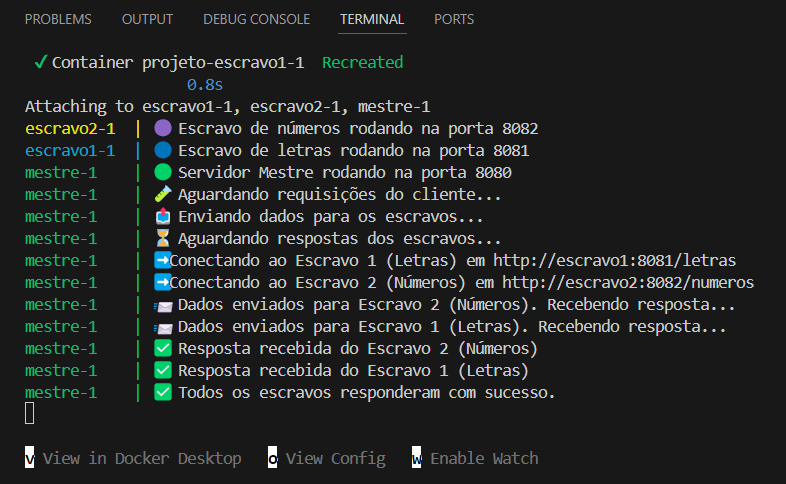 PROBLEMS OUTPUT DEBUG CONSOLE TERMINAL PORTS
✓ Container projeto-escravo1-1 Recreated
0.8s
Attaching to escravo1-1, escravo2-1, mestre-1
escravo2-1 | 🟣 Escravo de números rodando na porta 8082
escravo1-1 | 🔵 Escravo de letras rodando na porta 8081
mestre-1 | 🟢 Servidor Mestre rodando na porta 8080
mestre-1 | 🧪 Aguardando requisições do cliente...
mestre-1 | 📤 Enviando dados para os escravos...
mestre-1 | ⏳ Aguardando respostas dos escravos...
mestre-1 | ➡️Conectando ao Escravo 1 (Letras) em http://escravo1:8081/letras
mestre-1 | ➡️Conectando ao Escravo 2 (Números) em http://escravo2:8082/numeros
mestre-1 | 📨 Dados enviados para Escravo 2 (Números). Recebendo resposta...
mestre-1 | 📨 Dados enviados para Escravo 1 (Letras). Recebendo resposta...
mestre-1 | ✅ Resposta recebida do Escravo 2 (Números)
mestre-1 | ✅ Resposta recebida do Escravo 1 (Letras)
mestre-1 | ✅ Todos os escravos responderam com sucesso.
v View in Docker Desktop o View Config w Enable Watch